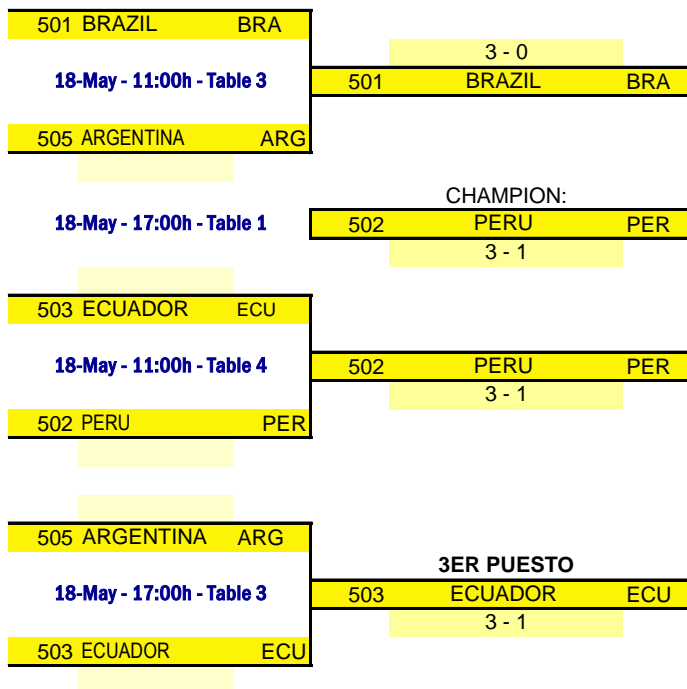 501 BRAZIL BRA
3 - 0
18-May - 11:00h - Table 3
501 BRAZIL BRA
505 ARGENTINA ARG
CHAMPION:
18-May - 17:00h - Table 1
502 PERU PER
3 - 1
503 ECUADOR ECU
18-May - 11:00h - Table 4
502 PERU PER
3 - 1
502 PERU PER
505 ARGENTINA ARG
3ER PUESTO
18-May - 17:00h - Table 3
503 ECUADOR ECU
3 - 1
503 ECUADOR ECU